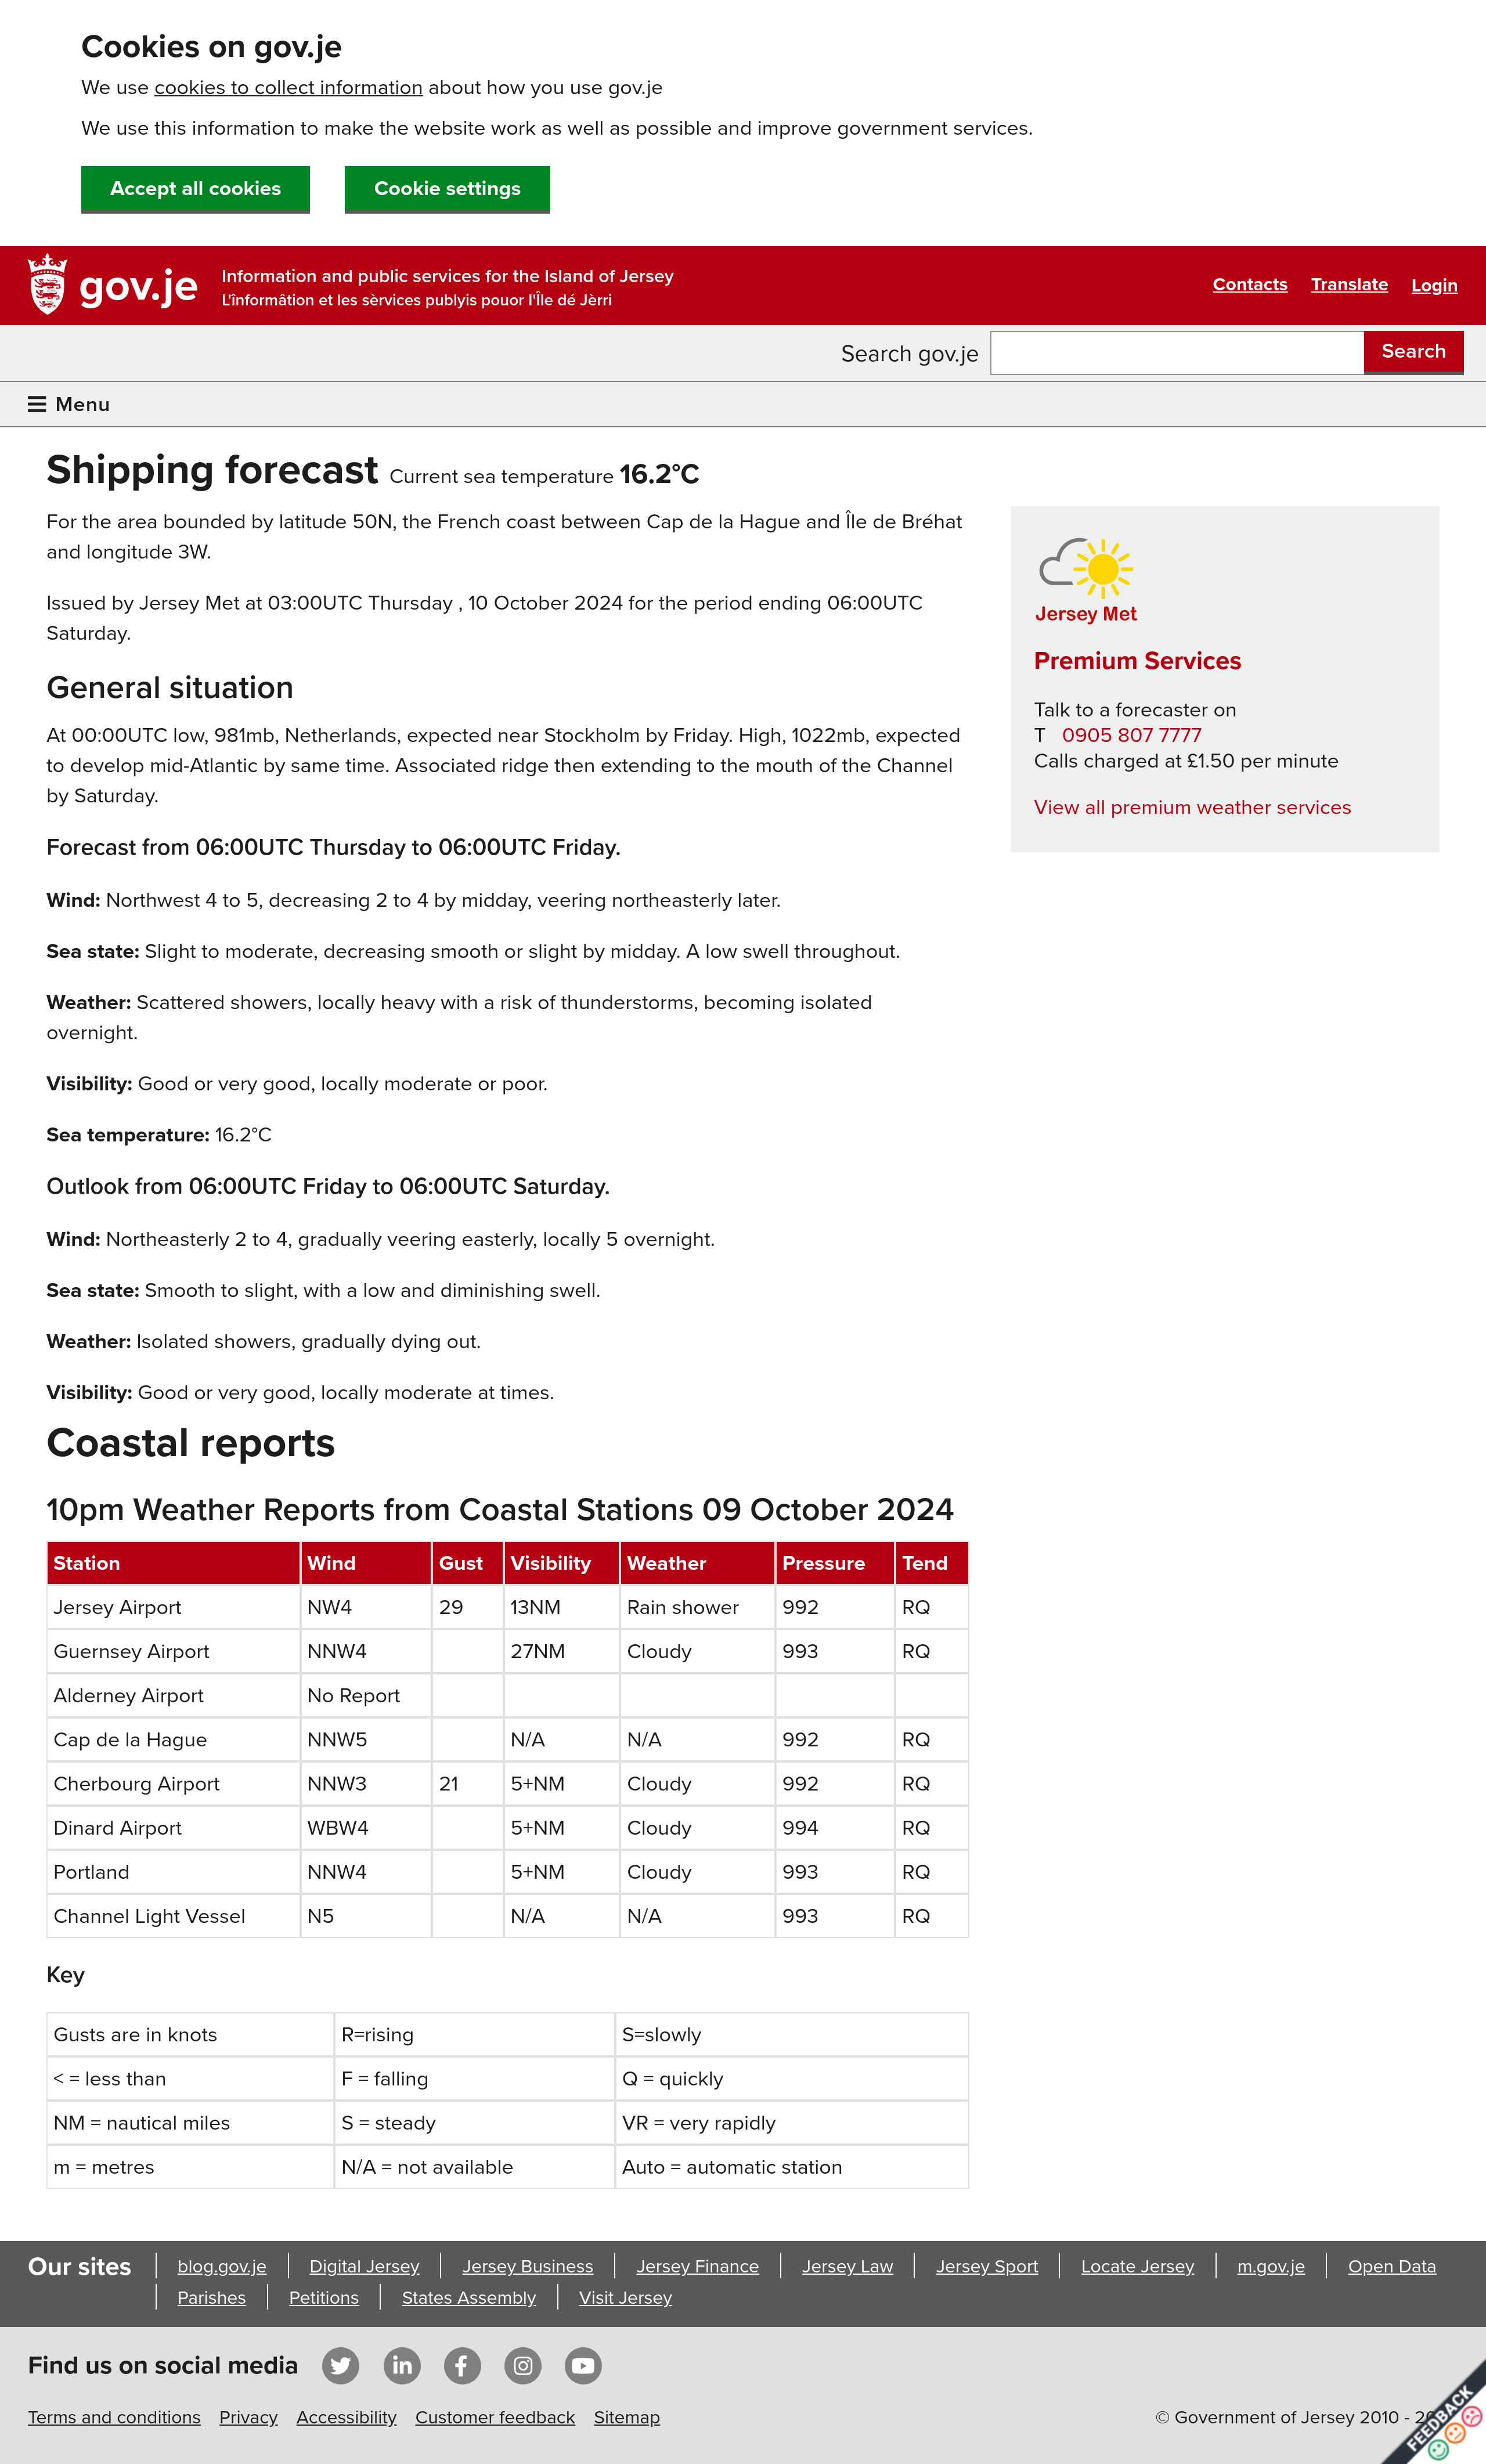 Cookies on gov.je
We use cookies to collect information about how you use gov.je
We use this information to make the website work as well as possible and improve government services.
Accept all cookies Cookie settings
gov.je
Information and public services for the Island of Jersey
L'înformâtion et les sèrvices publyis pouor I'Île dé Jèrri
Contacts Translate Login
Search gov.je Search
Menu
Shipping forecast Current sea temperature 16.2°C
For the area bounded by latitude 50N, the French coast between Cap de la Hague and Île de Bréhat
and longitude 3W.
Issued by Jersey Met at 03:00UTC Thursday , 10 October 2024 for the period ending 06:00UTC
Saturday.
General situation
At 00:00UTC low, 981mb, Netherlands, expected near Stockholm by Friday. High, 1022mb, expected
to develop mid-Atlantic by same time. Associated ridge then extending to the mouth of the Channel
by Saturday.
Forecast from 06:00UTC Thursday to 06:00UTC Friday.
Wind: Northwest 4 to 5, decreasing 2 to 4 by midday, veering northeasterly later.
Sea state: Slight to moderate, decreasing smooth or slight by midday. A low swell throughout.
Weather: Scattered showers, locally heavy with a risk of thunderstorms, becoming isolated
overnight.
Visibility: Good or very good, locally moderate or poor.
Sea temperature: 16.2°C
Outlook from 06:00UTC Friday to 06:00UTC Saturday.
Wind: Northeasterly 2 to 4, gradually veering easterly, locally 5 overnight.
Sea state: Smooth to slight, with a low and diminishing swell.
Weather: Isolated showers, gradually dying out.
Visibility: Good or very good, locally moderate at times.
Jersey Met
Premium Services
Talk to a forecaster on
T 0905 807 7777
Calls charged at £1.50 per minute
View all premium weather services
Coastal reports
10pm Weather Reports from Coastal Stations 09 October 2024
Station Wind Gust Visibility Weather Pressure Tend
Jersey Airport NW4 29 13NM Rain shower 992 RQ
Guernsey Airport NNW4 27NM Cloudy 993 RQ
Alderney Airport No Report
Cap de la Hague NNW5 N/A N/A 992 RQ
Cherbourg Airport NNW3 21 5+NM Cloudy 992 RQ
Dinard Airport WBW4 5+NM Cloudy 994 RQ
Portland NNW4 5+NM Cloudy 993 RQ
Channel Light Vessel N5 N/A N/A 993 RQ
Key
Gusts are in knots R=rising S=slowly
< = less than F = falling Q = quickly
NM = nautical miles S = steady VR = very rapidly
m = metres N/A = not available Auto = automatic station
Our sites blog.gov.je Digital Jersey Jersey Business Jersey Finance Jersey Law Jersey Sport Locate Jersey m.gov.je Open Data
Parishes Petitions States Assembly Visit Jersey
Find us on social media
Terms and conditions Privacy Accessibility Customer feedback Sitemap
© Government of Jersey 2010 -
FEEDBACK